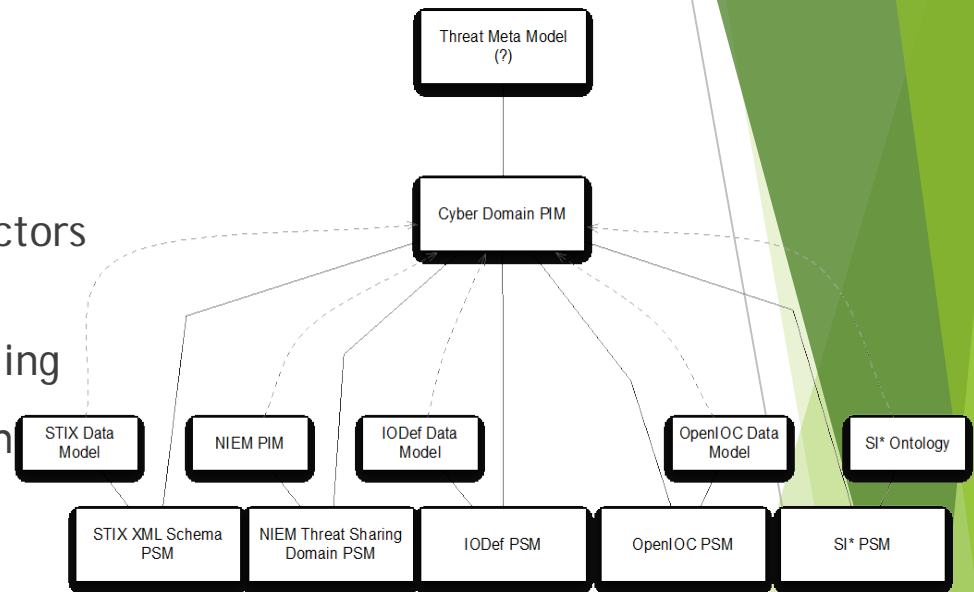 Threat Meta Model
(?)
Cyber Domain PIM
ctors
ing
STIX Data
Model
NIEM PIM
IODef Data
Model
OpenIOC Data
Model
SI* Ontology
STIX XML Schema
PSM
NIEM Threat Sharing
Domain PSM
IODef PSM
OpenIOC PSM
SI* PSM